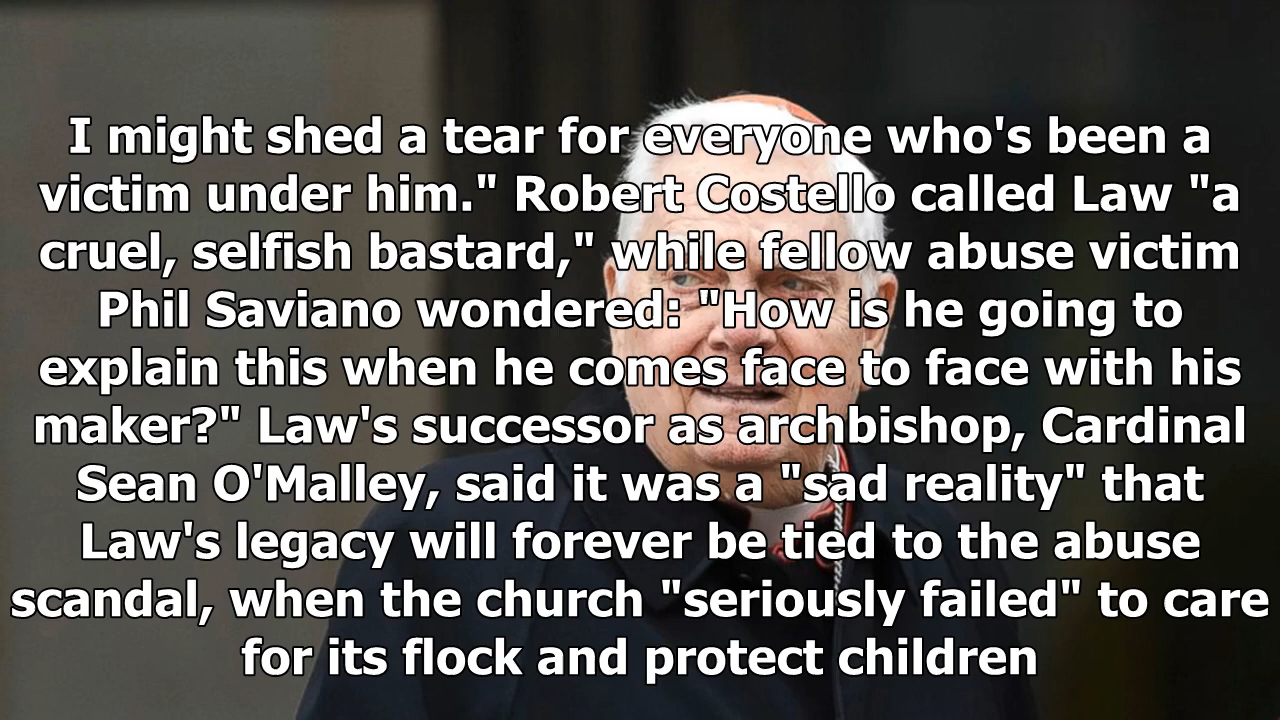 I might shed a tear for everyone who's been a
victim under him." Robert Costello called Law "a
cruel, selfish bastard," while fellow abuse victim
Phil Saviano wondered: "How is he going to
explain this when he comes face to face with his
maker?" Law's successor as archbishop, Cardinal
Sean O'Malley, said it was a "sad reality" that
Law's legacy will forever be tied to the abuse
scandal, when the church "seriously failed" to care
for its flock and protect children